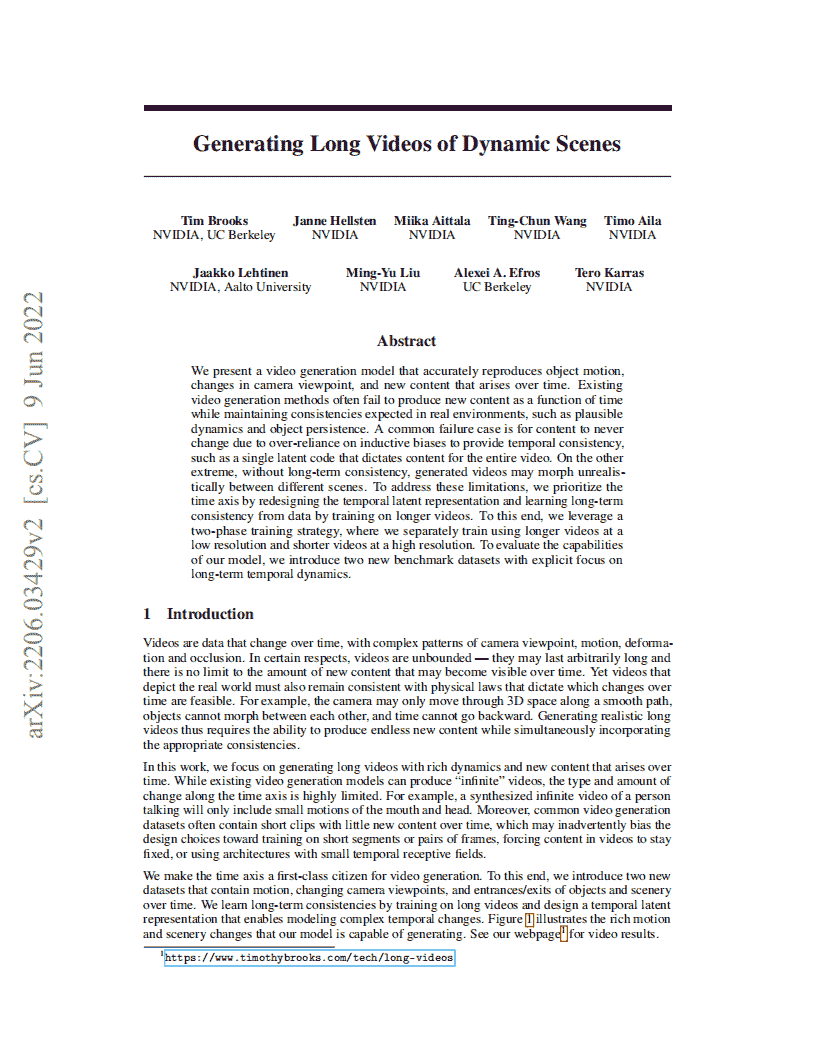 Generating Long Videos of Dynamic Scenes
Tim Brooks Janne Hellsten Miika Aittala Ting-Chun Wang Timo Aila
NVIDIA, UC Berkeley NVIDIA NVIDIA NVIDIA NVIDIA
Jaakko Lehtinen Ming-Yu Liu Alexei A. Efros Tero Karras
NVIDIA, Aalto University NVIDIA UC Berkeley NVIDIA
Abstract
We present a video generation model that accurately reproduces object motion,
changes in camera viewpoint, and new content that arises over time. Existing
video generation methods often fail to produce new content as a function of time
while maintaining consistencies expected in real environments, such as plausible
dynamics and object persistence. A common failure case is for content to never
change due to over-reliance on inductive biases to provide temporal consistency,
such as a single latent code that dictates content for the entire video. On the other
extreme, without long-term consistency, generated videos may morph unrealis-
tically between different scenes. To address these limitations, we prioritize the
time axis by redesigning the temporal latent representation and learning long-term
consistency from data by training on longer videos. To this end, we leverage a
two-phase training strategy, where we separately train using longer videos at a
low resolution and shorter videos at a high resolution. To evaluate the capabilities
of our model, we introduce two new benchmark datasets with explicit focus on
long-term temporal dynamics.
1 Introduction
Videos are data that change over time, with complex patterns of camera viewpoint, motion, deforma-
tion and occlusion. In certain respects, videos are unbounded — they may last arbitrarily long and
there is no limit to the amount of new content that may become visible over time. Yet videos that
depict the real world must also remain consistent with physical laws that dictate which changes over
time are feasible. For example, the camera may only move through 3D space along a smooth path,
objects cannot morph between each other, and time cannot go backward. Generating realistic long
videos thus requires the ability to produce endless new content while simultaneously incorporating
the appropriate consistencies.
In this work, we focus on generating long videos with rich dynamics and new content that arises over
time. While existing video generation models can produce “infinite” videos, the type and amount of
change along the time axis is highly limited. For example, a synthesized infinite video of a person
talking will only include small motions of the mouth and head. Moreover, common video generation
datasets often contain short clips with little new content over time, which may inadvertently bias the
design choices toward training on short segments or pairs of frames, forcing content in videos to stay
fixed, or using architectures with small temporal receptive fields.
We make the time axis a first-class citizen for video generation. To this end, we introduce two new
datasets that contain motion, changing camera viewpoints, and entrances/exits of objects and scenery
over time. We learn long-term consistencies by training on long videos and design a temporal latent
representation that enables modeling complex temporal changes. Figure 1 illustrates the rich motion
and scenery changes that our model is capable of generating. See our webpage1 for video results.
1https://www.timothybrooks.com/tech/long-videos
arXiv:2206.03429v2 [cs.CV] 9 Jun 2022